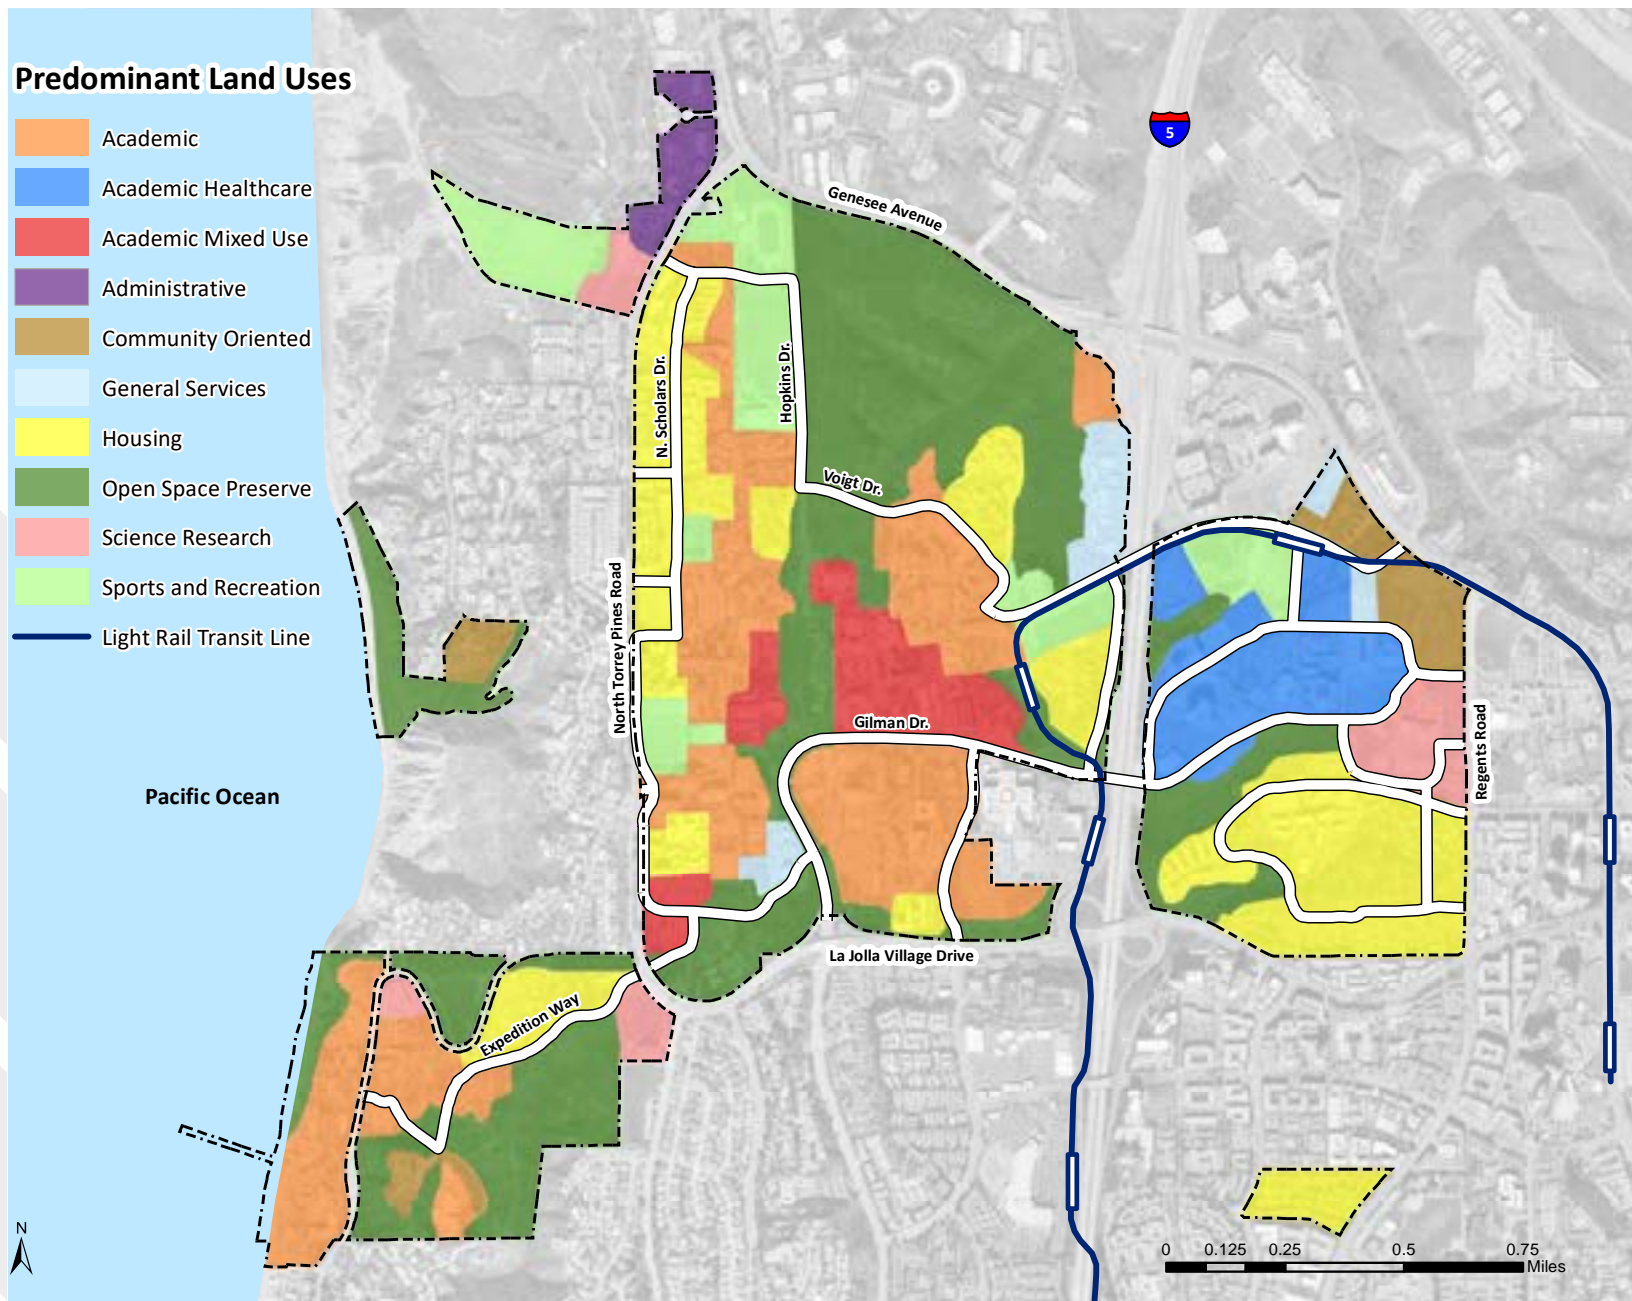 Predominant Land Uses
Academic
Academic Healthcare
Academic Mixed Use
Administrative
Community Oriented
General Services
Housing
Open Space Preserve
Science Research
Sports and Recreation
Light Rail Transit Line
5
Genesee Avenue
N. Scholars Dr.
Hopkins Dr.
Voigt Dr.
North Torrey Pines Road
Gilman Dr.
Regents Road
Pacific Ocean
La Jolla Village Drive
Expedition Way
N
0 0.125 0.25 0.5 0.75
Miles